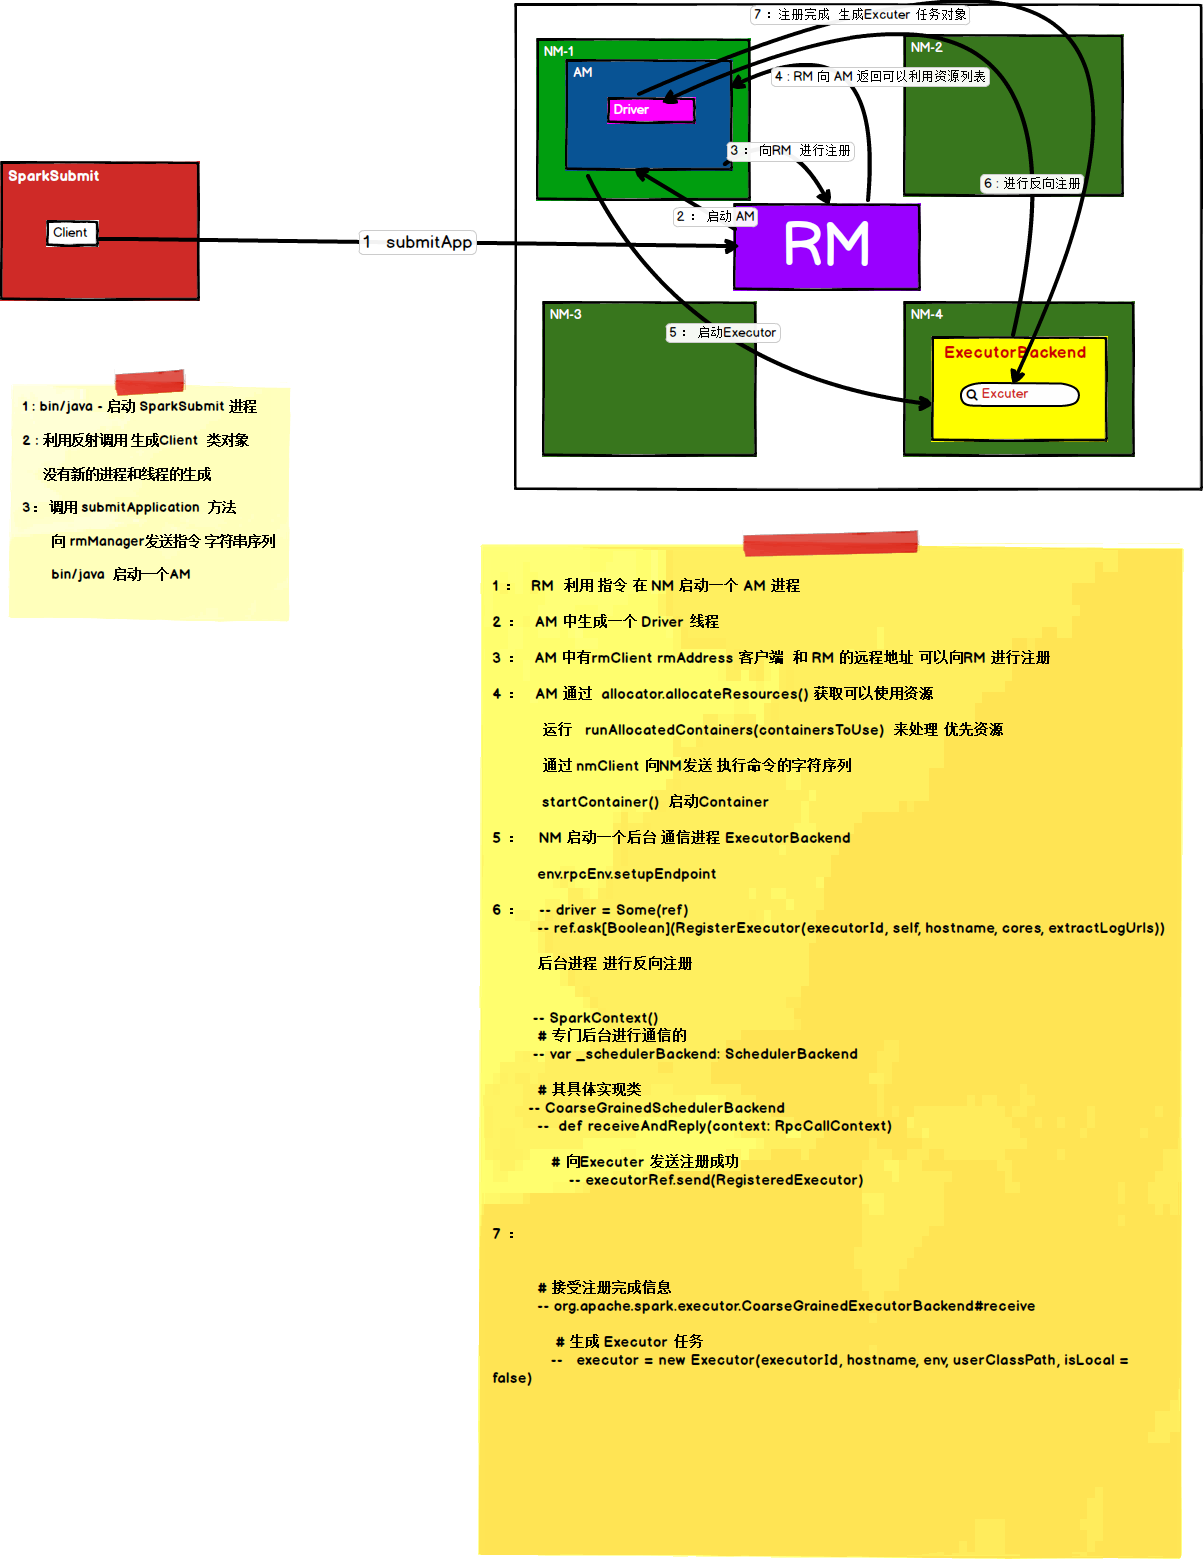 7 : 注册完成 生成Excuter 任务对象
NM-1
NM-2
AM
4 : RM 向 AM 返回可以利用资源列表
Driver
3 : 向RM 进行注册
SparkSubmit
6 : 进行反向注册
2 : 启动 AM
Client
1 submitApp
RM
NM-3
NM-4
5 : 启动Executor
ExecutorBackend
Excuter
1 : bin/java - 启动 SparkSubmit 进程
2 : 利用反射调用 生成Client 类对象
没有新的进程和线程的生成
3 : 调用 submitApplication 方法
向 rmManager发送指令 字符串序列
bin/java 启动一个AM
1 : RM 利用 指令 在 NM 启动一个 AM 进程
2 : AM 中生成一个 Driver 线程
3 : AM 中有rmClient rmAddress 客户端 和 RM 的远程地址 可以向RM 进行注册
4 : AM 通过 allocator.allocateResources() 获取可以使用资源
运行 runAllocatedContainers(containersToUse) 来处理 优先资源
通过 nmClient 向NM发送 执行命令的字符序列
startContainer() 启动Container
5 : NM 启动一个后台 通信进程 ExecutorBackend
env.rpcEnv.setupEndpoint
6 : -- driver = Some(ref)
-- ref.ask[Boolean](RegisterExecutor(executorId, self, hostname, cores, extractLogUrls))
后台进程 进行反向注册
-- SparkContext()
# 专门后台进行通信的
-- var _schedulerBackend: SchedulerBackend
# 其具体实现类
-- CoarseGrainedSchedulerBackend
-- def receiveAndReply(context: RpcCallContext)
# 向Executer 发送注册成功
-- executorRef.send(RegisteredExecutor)
7 :
# 接受注册完成信息
-- org.apache.spark.executor.CoarseGrainedExecutorBackend#receive
# 生成 Executor 任务
-- executor = new Executor(executorId, hostname, env, userClassPath, isLocal =
false)